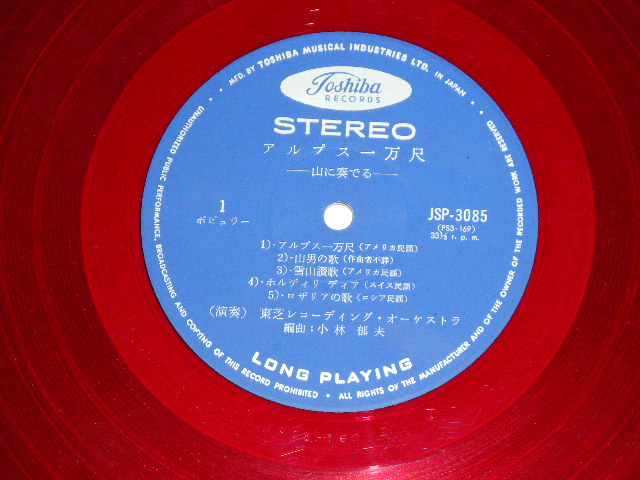 MFD. BY TOSHIBA MUSICAL INDUSTRIES LTD. IN JAPAN
Toshiba
RECORDS
STEREO
アルプス一万尺
——山に奏でる——
1
ポピュラー
JSP-3085
(PS3-169)
33⅓ r. p. m.
1)・アルプス一万尺(アメリカ民謡)
2)・山男の歌(作曲者不詳)
3)・雪山讃歌(アメリカ民謡)
4)・ホルディリ ディア(スイス民謡)
5)・ロザリアの歌(ロシア民謡)
(演奏) 東芝レコーディング・オーケストラ
編曲:小林 郁夫
LONG PLAYING
UNAUTHORIZED PUBLIC PERFORMANCE, BROADCASTING AND COPYING OF THIS RECORD PROHIBITED • ALL RIGHTS OF THE MANUFACTURER AND OF THE OWNER OF THE RECORDED WORK ARE RESERVED